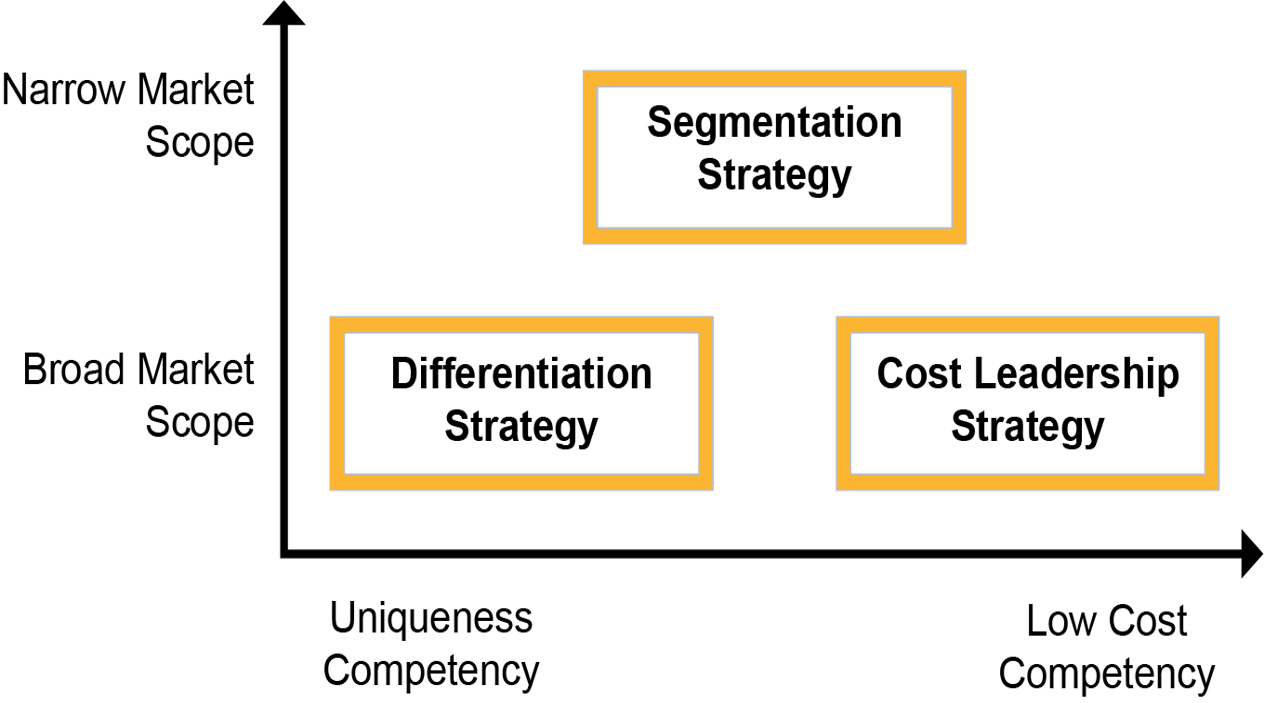 Narrow Market
Scope
Segmentation
Strategy
Broad Market
Scope
Differentiation
Strategy
Cost Leadership
Strategy
Uniqueness
Competency
Low Cost
Competency